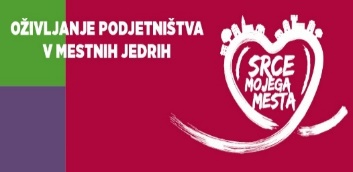 OŽIVLJANJE PODJETNIŠTVA
V MESTNIH JEDRIH
SRCE
MOJEGA
MESTA